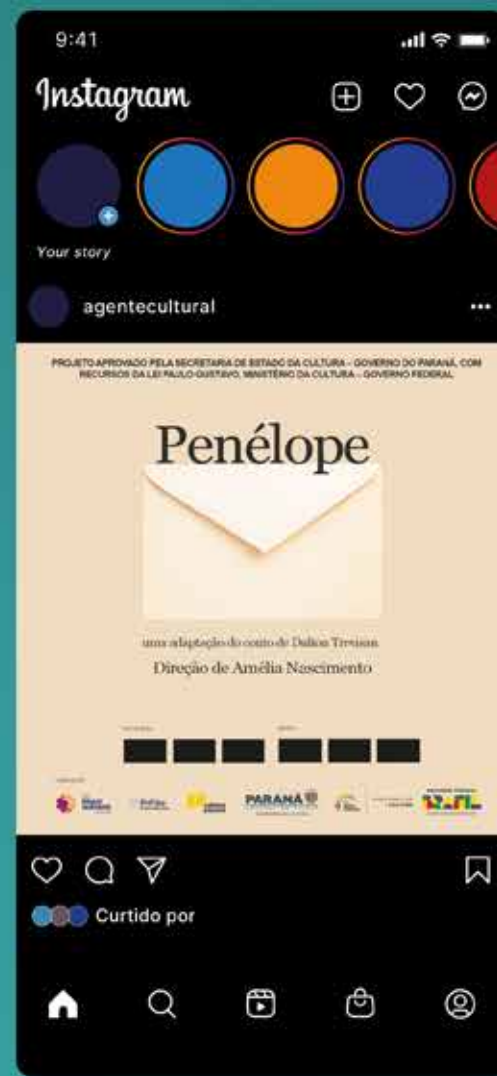 9:41
Instagram
Your story
agentecultural
PROJETO APROVADO PELA SECRETARIA DE ESTADO DA CULTURA - GOVERNO DO PARANÁ, COM
RECURSOS DA LEI PAULO GUSTAVO, MINISTÉRIO DA CULTURA - GOVERNO FEDERAL
Penélope
uma adaptação do conto de Dalton Trevisan
Direção de Amélia Nascimento
PARANÁ
Curtido por